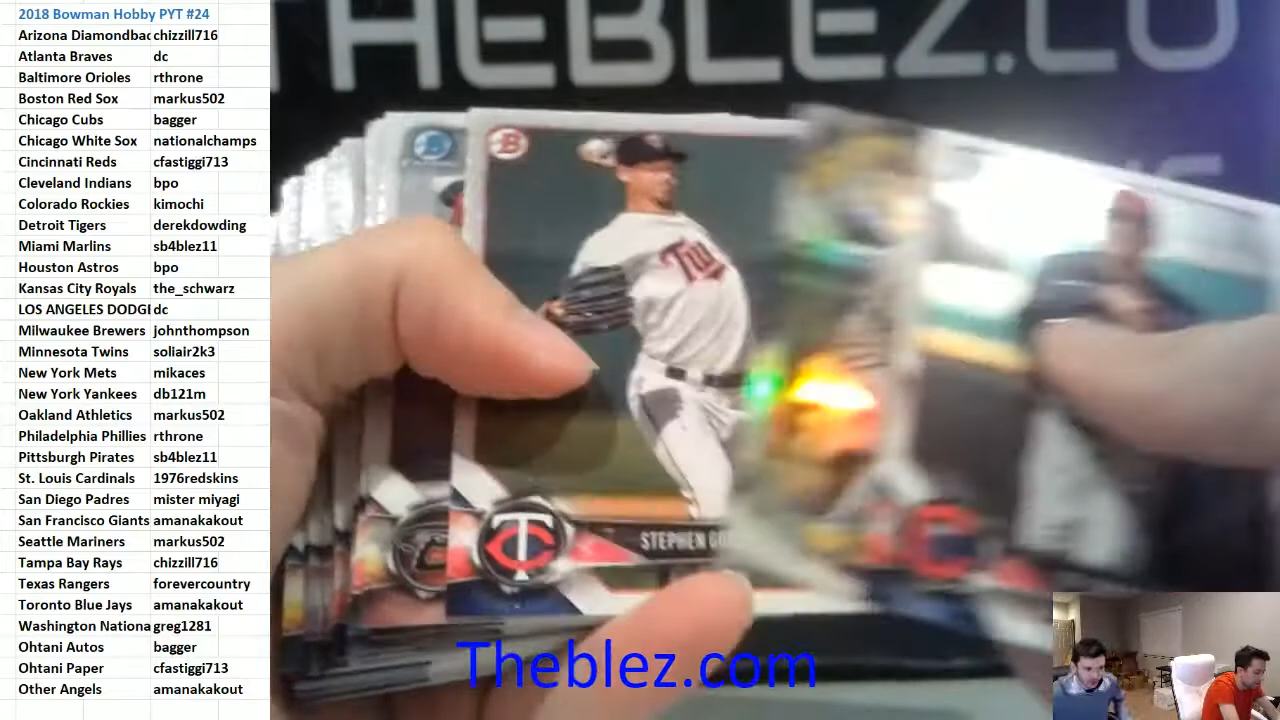 2018 Bowman Hobby PYT #24
Arizona Diamondbac chizzill716
Atlanta Braves dc
Baltimore Orioles rthrone
Boston Red Sox markus502
Chicago Cubs bagger
Chicago White Sox nationalchamps
Cincinnati Reds cfastiggi713
Cleveland Indians bpo
Colorado Rockies kimochi
Detroit Tigers derekdowding
Miami Marlins sb4blez11
Houston Astros bpo
Kansas City Royals the_schwarz
LOS ANGELES DODGE dc
Milwaukee Brewers johnthompson
Minnesota Twins soliair2k3
New York Mets mikaces
New York Yankees db121m
Oakland Athletics markus502
Philadelphia Phillies rthrone
Pittsburgh Pirates sb4blez11
St. Louis Cardinals 1976redskins
San Diego Padres mister miyagi
San Francisco Giants amanakakout
Seattle Mariners markus502
Tampa Bay Rays chizzill716
Texas Rangers forevercountry
Toronto Blue Jays amanakakout
Washington Nationa greg1281
Ohtani Autos bagger
Ohtani Paper cfastiggi713
Other Angels amanakakout
THEBLEZ.CO
B
TC
STEPHEN
C
Theblez.com